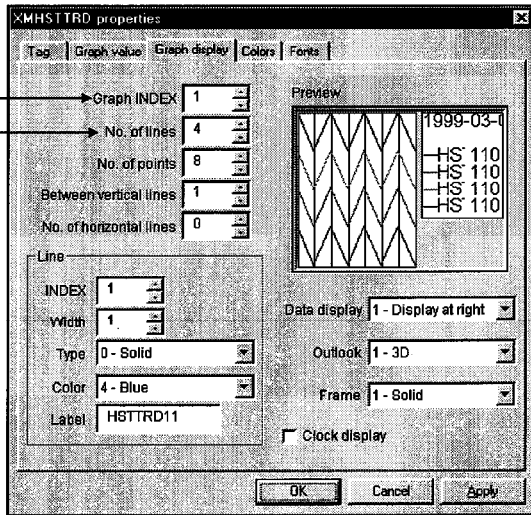 XMHSTTRD properties
Tag Graph value Graph display Colors Fonts
Graph INDEX 1
No. of lines 4
No. of points 8
Between vertical lines 1
No. of horizontal lines 0
Line
INDEX 1
Width 1
Type 0 - Solid
Color 4 - Blue
Label HSTTRD11
Preview
1999-03-0
HS 110
HS 110
HS 110
HS 110
Data display 1 - Display at right
Outlook 1 - 3D
Frame 1 - Solid
Clock display
OK Cancel Apply